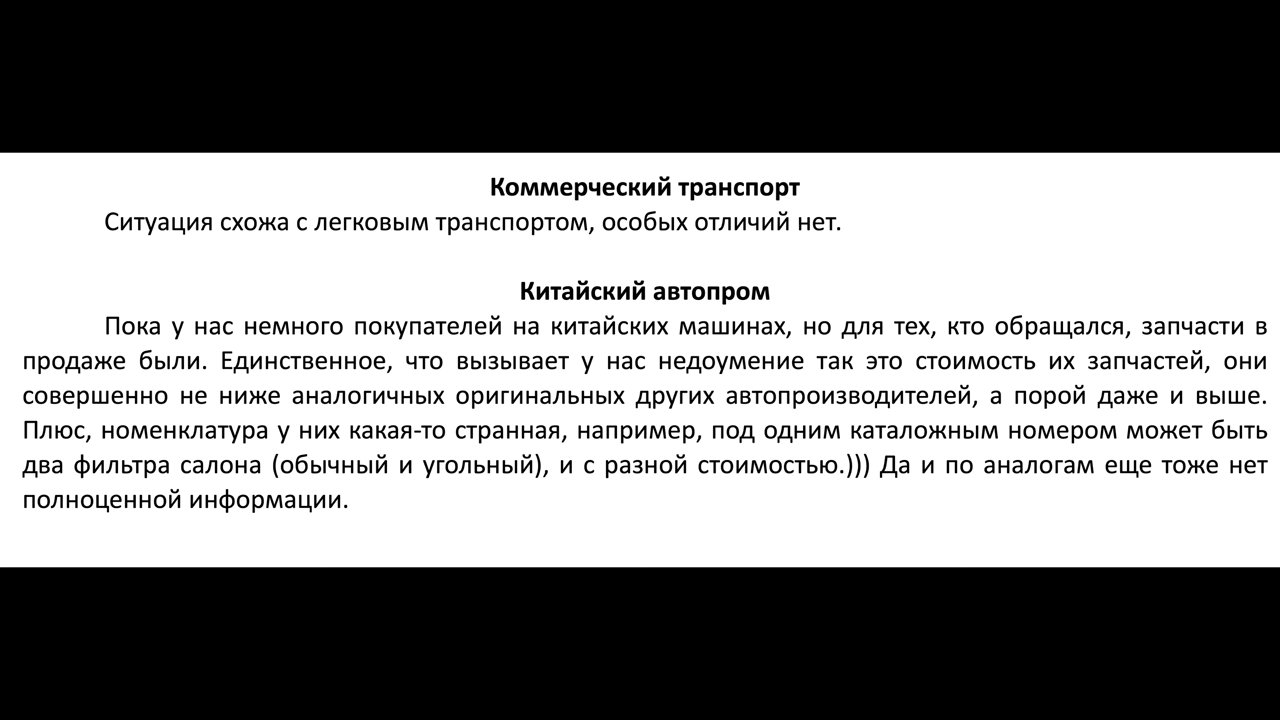 Коммерческий транспорт
Ситуация схожа с легковым транспортом, особых отличий нет.
Китайский автопром
Пока у нас немного покупателей на китайских машинах, но для тех, кто обращался, запчасти в
продаже были. Единственное, что вызывает у нас недоумение так это стоимость их запчастей, они
совершенно не ниже аналогичных оригинальных других автопроизводителей, а порой даже и выше.
Плюс, номенклатура у них какая-то странная, например, под одним каталожным номером может быть
два фильтра салона (обычный и угольный), и с разной стоимостью.))) Да и по аналогам еще тоже нет
полноценной информации.